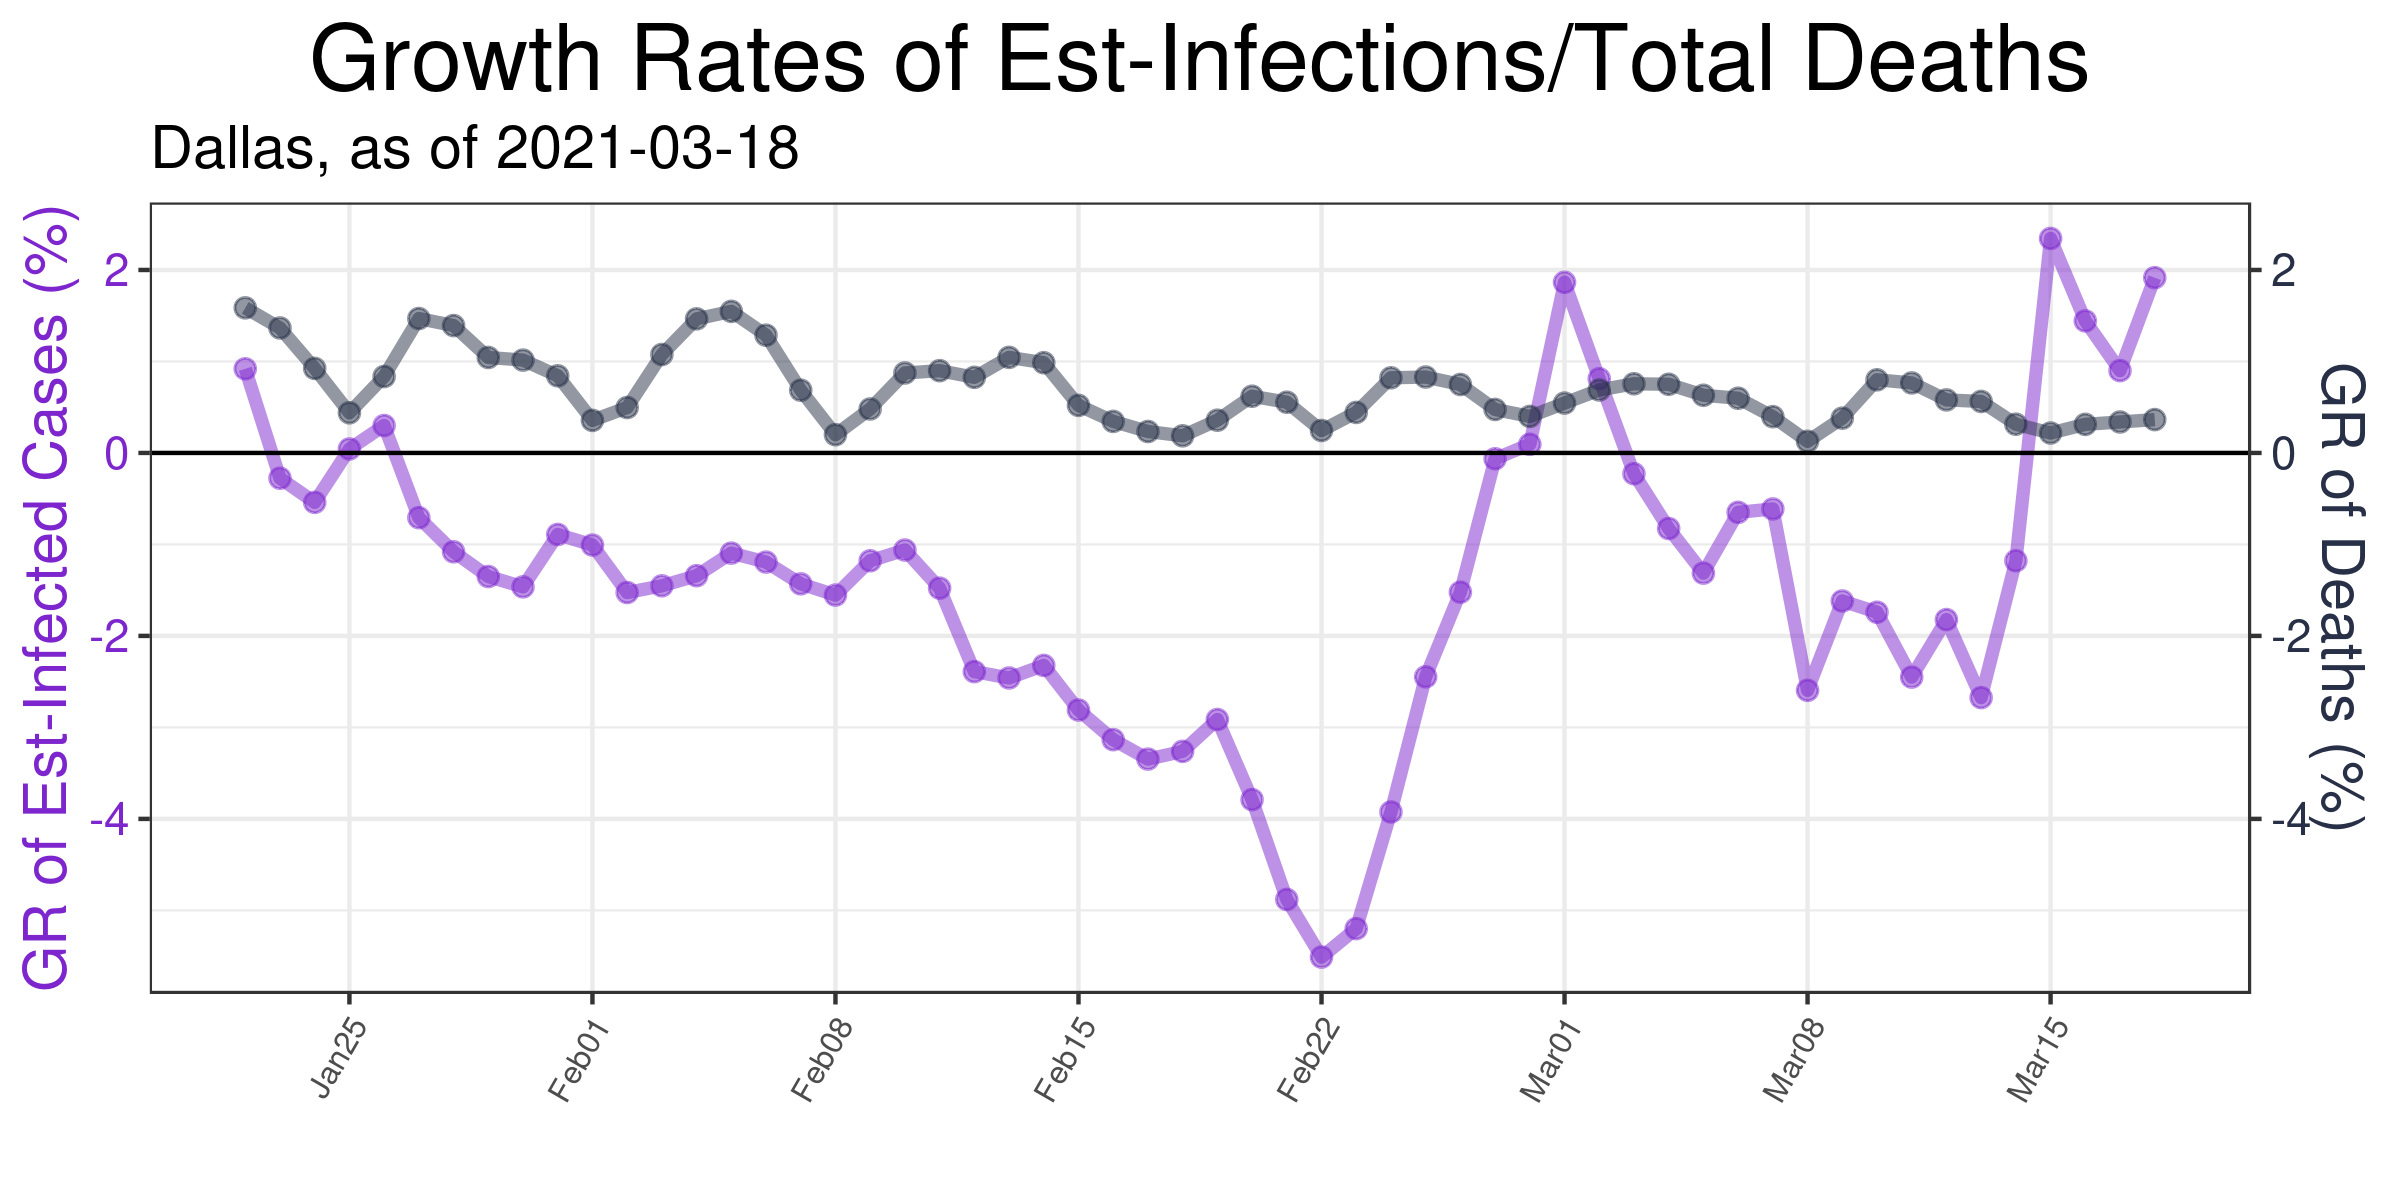 Growth Rates of Est-Infections/Total Deaths
Dallas, as of 2021-03-18
GR of Est-Infected Cases (%)
2
0
-2
-4
2
0
-2
-4
GR of Deaths (%)
Jan25
Feb01
Feb08
Feb15
Feb22
Mar01
Mar08
Mar15